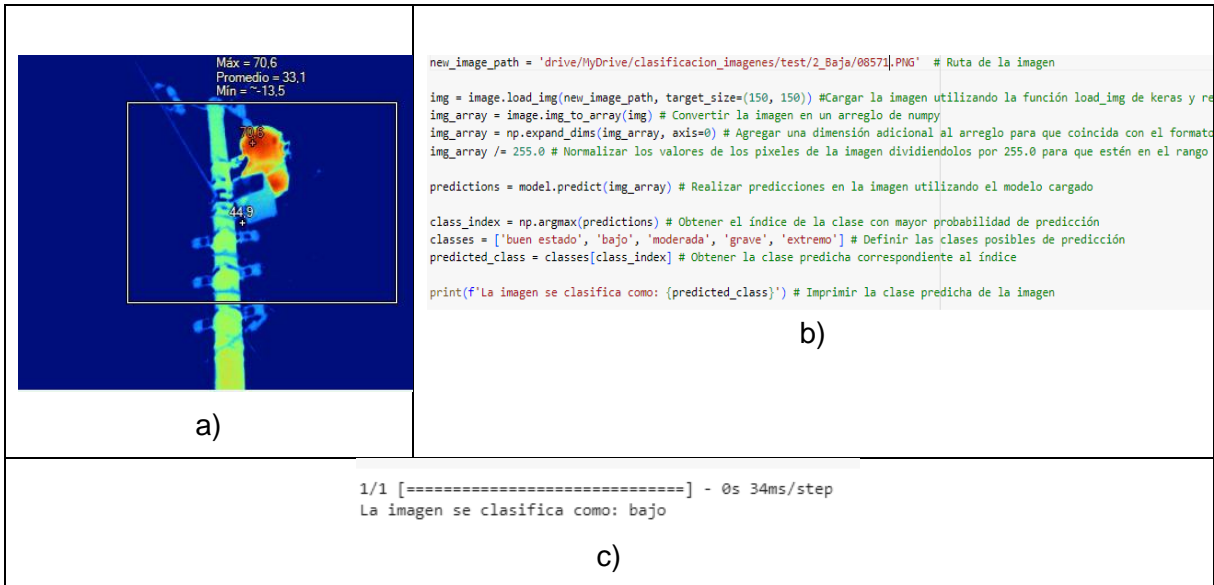 Máx = 70,6
Promedio = 33,1
Mín = ~-13,5
70,6
44,9
a)
new_image_path = 'drive/MyDrive/clasificacion_imagenes/test/2_Baja/08571.PNG' # Ruta de la imagen
img = image.load_img(new_image_path, target_size=(150, 150)) #Cargar la imagen utilizando la función load_img de keras y re
img_array = image.img_to_array(img) # Convertir la imagen en un arreglo de numpy
img_array = np.expand_dims(img_array, axis=0) # Agregar una dimensión adicional al arreglo para que coincida con el formato
img_array /= 255.0 # Normalizar los valores de los pixeles de la imagen dividiendolos por 255.0 para que estén en el rango
predictions = model.predict(img_array) # Realizar predicciones en la imagen utilizando el modelo cargado
class_index = np.argmax(predictions) # Obtener el índice de la clase con mayor probabilidad de predicción
classes = ['buen estado', 'bajo', 'moderada', 'grave', 'extremo'] # Definir las clases posibles de predicción
predicted_class = classes[class_index] # Obtener la clase predicha correspondiente al índice
print(f'La imagen se clasifica como: {predicted_class}') # Imprimir la clase predicha de la imagen
b)
1/1 [==============================] - 0s 34ms/step
La imagen se clasifica como: bajo
c)